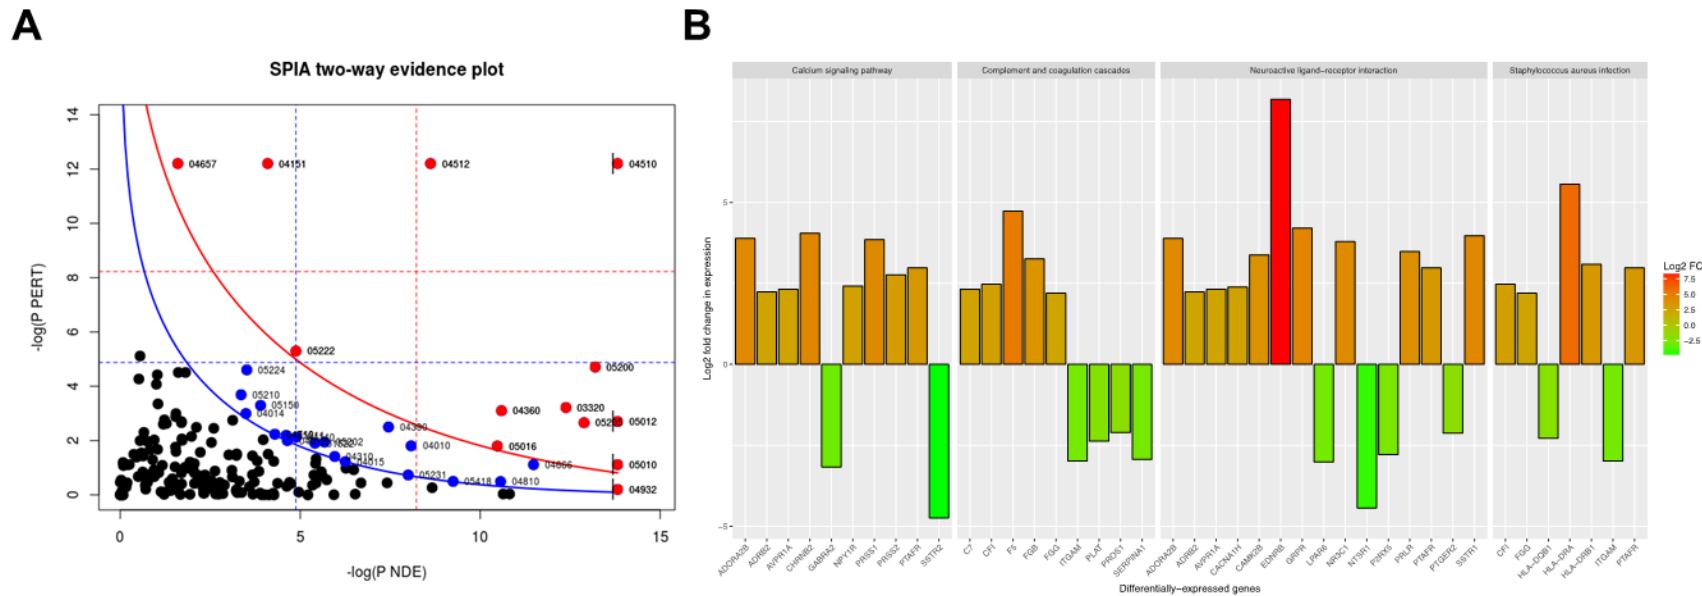 A
SPIA two-way evidence plot
-log(P PERT)
14
12
10
8
6
4
2
0
04657
04151
04512
04510
05222
05224
05200
05210
05150
04014
04360
03320
05012
05202
04010
05016
04310
04015
05010
05231
05418
04810
04932
0
5
10
15
-log(P NDE)
B
Calcium signaling pathway
Complement and coagulation cascades
Neuroactive ligand-receptor interaction
Staphylococcus aureus infection
Log2 fold change in expression
5
0
-5
ADORA2B
ADRB2
AVPR1A
CHRNB2
GABRA2
NPY1R
PRSS1
PRSS2
PTAFR
SSTR2
C7
CFI
F5
FGB
FGG
ITGAM
PLAT
PROS1
SERPINA1
ADORA2B
ADRB2
AVPR1A
CACNA1H
CAMK2B
EDNRB
GRPR
LPAR6
NR3C1
NTSR1
P2RX5
PRLR
PTAFR
PTGER2
SSTR1
CFI
FGG
HLA-DQB1
HLA-DRA
HLA-DRB1
ITGAM
PTAFR
Differentially-expressed genes
Log2 FC
7.5
5.0
2.5
0.0
-2.5